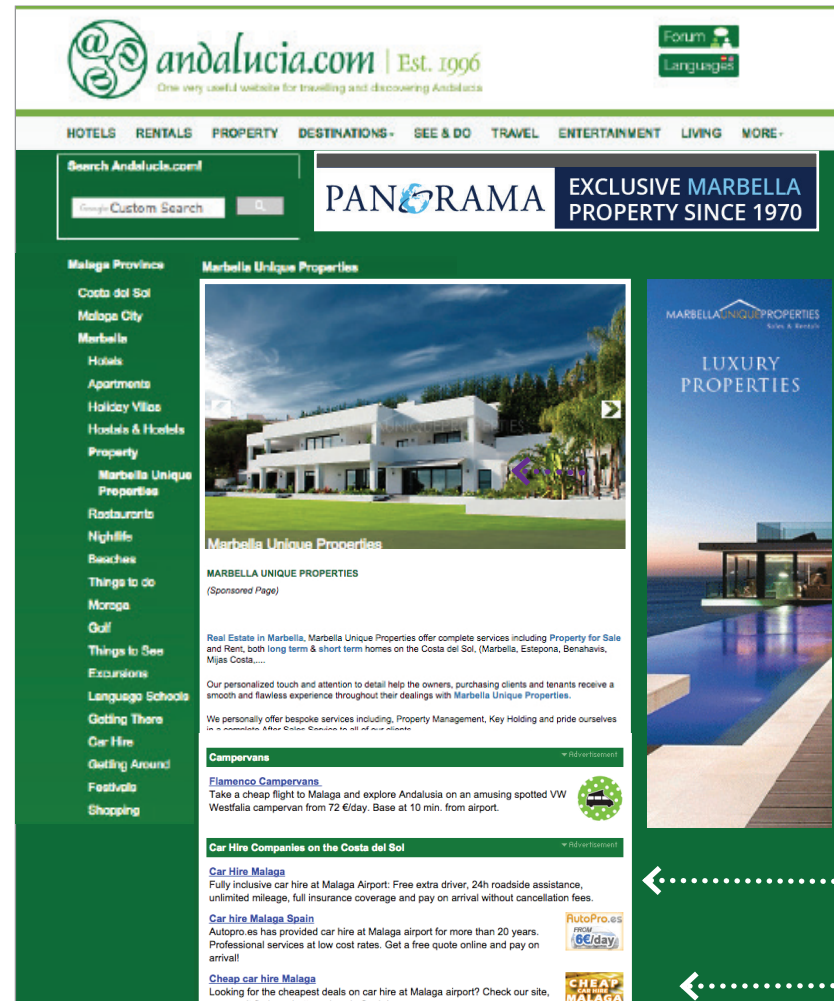 andalucia.com | Est. 1996
One very useful website for travelling and discovering Andalucia
Forum
Languages
HOTELS RENTALS PROPERTY DESTINATIONS SEE & DO TRAVEL ENTERTAINMENT LIVING MORE
Search Andalucia.com!
Google Custom Search
PANORAMA
EXCLUSIVE MARBELLA
PROPERTY SINCE 1970
Malaga Province
Costa del Sol
Malaga City
Marbella
Hotels
Apartments
Holiday Villas
Hostals & Hostels
Property
Marbella Unique
Properties
Restaurants
Nightlife
Beaches
Things to do
Moraga
Golf
Things to See
Excursions
Language Schools
Getting There
Car Hire
Getting Around
Festivals
Shopping
Marbella Unique Properties
Marbella Unique Properties
MARBELLA UNIQUE PROPERTIES
(Sponsored Page)
Real Estate in Marbella, Marbella Unique Properties offer complete services including Property for Sale
and Rent, both long term & short term homes on the Costa del Sol, (Marbella, Estepona, Benahavis,
Mijas Costa,....
Our personalized touch and attention to detail help the owners, purchasing clients and tenants receive a
smooth and flawless experience throughout their dealings with Marbella Unique Properties.
We personally offer bespoke services including, Property Management, Key Holding and pride ourselves
in a complete After Sales Service to all of our clients
Campervans
Advertisement
Flamenco Campervans
Take a cheap flight to Malaga and explore Andalusia on an amusing spotted VW
Westfalia campervan from 72 €/day. Base at 10 min. from airport.
Car Hire Companies on the Costa del Sol
Advertisement
Car Hire Malaga
Fully inclusive car hire at Malaga Airport: Free extra driver, 24h roadside assistance,
unlimited mileage, full insurance coverage and pay on arrival without cancellation fees.
Car hire Malaga Spain
Autopro.es has provided car hire at Malaga airport for more than 20 years.
Professional services at low cost rates. Get a free quote online and pay on
arrival!
AutoPro.es
FROM
6€/day
Cheap car hire Malaga
Looking for the cheapest deals on car hire at Malaga airport? Check our site,
CHEAP
CAR HIRE
MALAGA
MARBELLAUNIQUEPROPERTIES
Sales & Rentals
LUXURY
PROPERTIES